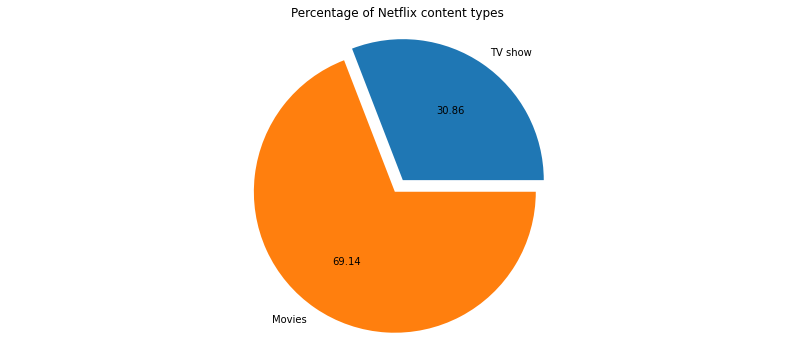 Percentage of Netflix content types
TV show
30.86
69.14
Movies